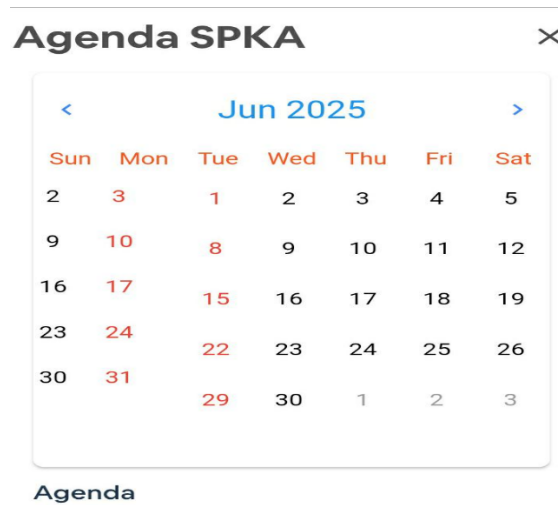 Agenda SPKA ×
< Jun 2025 >
Sun Mon Tue Wed Thu Fri Sat
2 3 1 2 3 4 5
9 10 8 9 10 11 12
16 17 15 16 17 18 19
23 24 22 23 24 25 26
30 31 29 30 1 2 3
Agenda